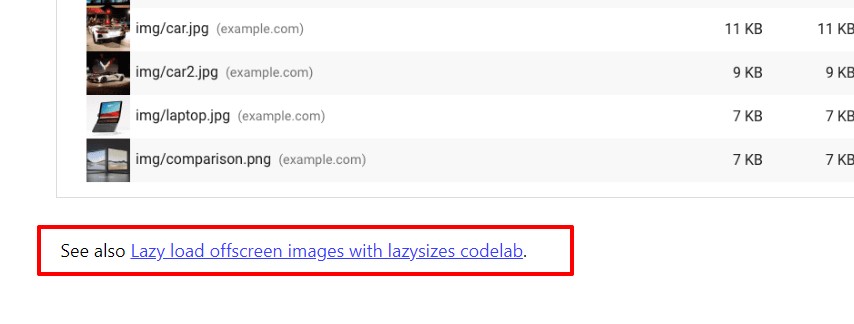 img/car.jpg (example.com) 11 KB 11 KB
img/car2.jpg (example.com) 9 KB 9 KB
img/laptop.jpg (example.com) 7 KB 7 KB
img/comparison.png (example.com) 7 KB 7 KB
See also Lazy load offscreen images with lazysizes codelab.